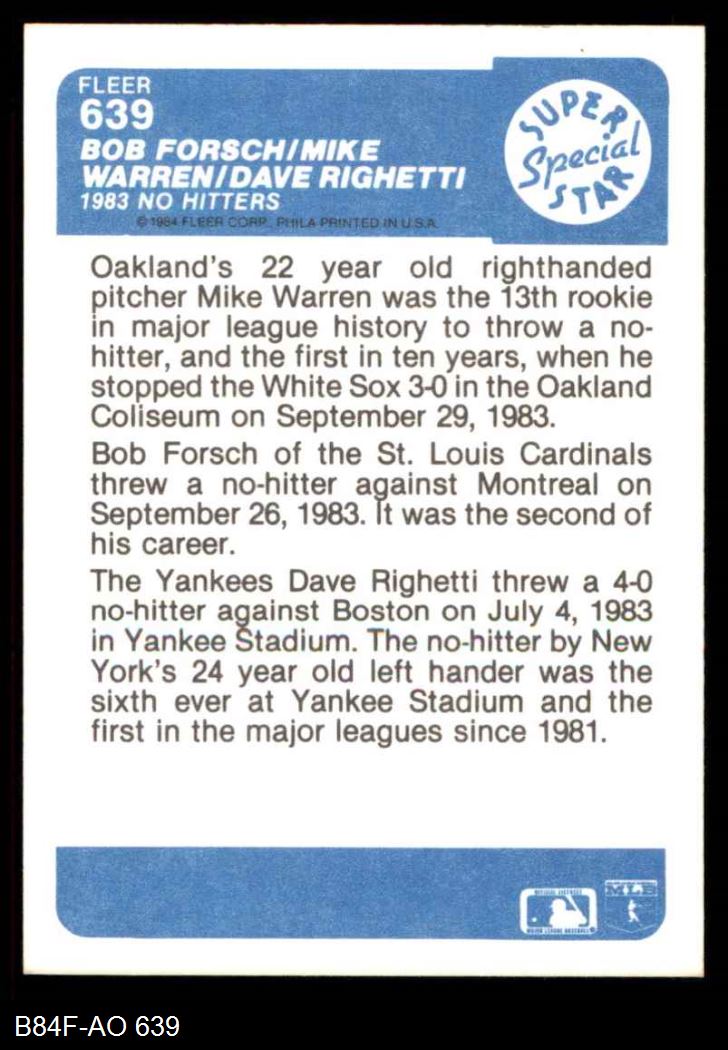 FLEER
639
BOB FORSCH/MIKE
WARREN/DAVE RIGHETTI
1983 NO HITTERS
© 1984 FLEER CORP., PHILA PRINTED IN U.S.A.
SUPER
Special
STAR
Oakland's 22 year old righthanded
pitcher Mike Warren was the 13th rookie
in major league history to throw a no-
hitter, and the first in ten years, when he
stopped the White Sox 3-0 in the Oakland
Coliseum on September 29, 1983.
Bob Forsch of the St. Louis Cardinals
threw a no-hitter against Montreal on
September 26, 1983. It was the second of
his career.
The Yankees Dave Righetti threw a 4-0
no-hitter against Boston on July 4, 1983
in Yankee Stadium. The no-hitter by New
York's 24 year old left hander was the
sixth ever at Yankee Stadium and the
first in the major leagues since 1981.
OFFICIAL LICENSEE
MAJOR LEAGUE BASEBALL
MLB
B84F-AO 639